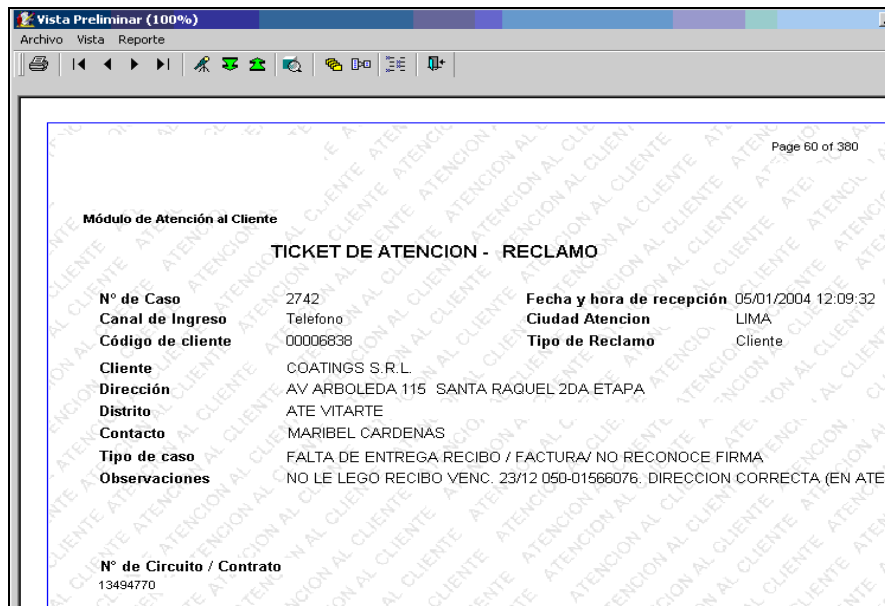 Vista Preliminar (100%)
Archivo Vista Reporte
Page 60 of 380
Módulo de Atención al Cliente
TICKET DE ATENCION - RECLAMO
N° de Caso 2742 Fecha y hora de recepción 05/01/2004 12:09:32
Canal de Ingreso Telefono Ciudad Atencion LIMA
Código de cliente 00006838 Tipo de Reclamo Cliente
Cliente COATINGS S.R.L.
Dirección AV ARBOLEDA 115 SANTA RAQUEL 2DA ETAPA
Distrito ATE VITARTE
Contacto MARIBEL CARDENAS
Tipo de caso FALTA DE ENTREGA RECIBO / FACTURA/ NO RECONOCE FIRMA
Observaciones NO LE LEGO RECIBO VENC. 23/12 050-01566076. DIRECCION CORRECTA (EN ATE
N° de Circuito / Contrato
13494770
ATENCION AL CLIENTE